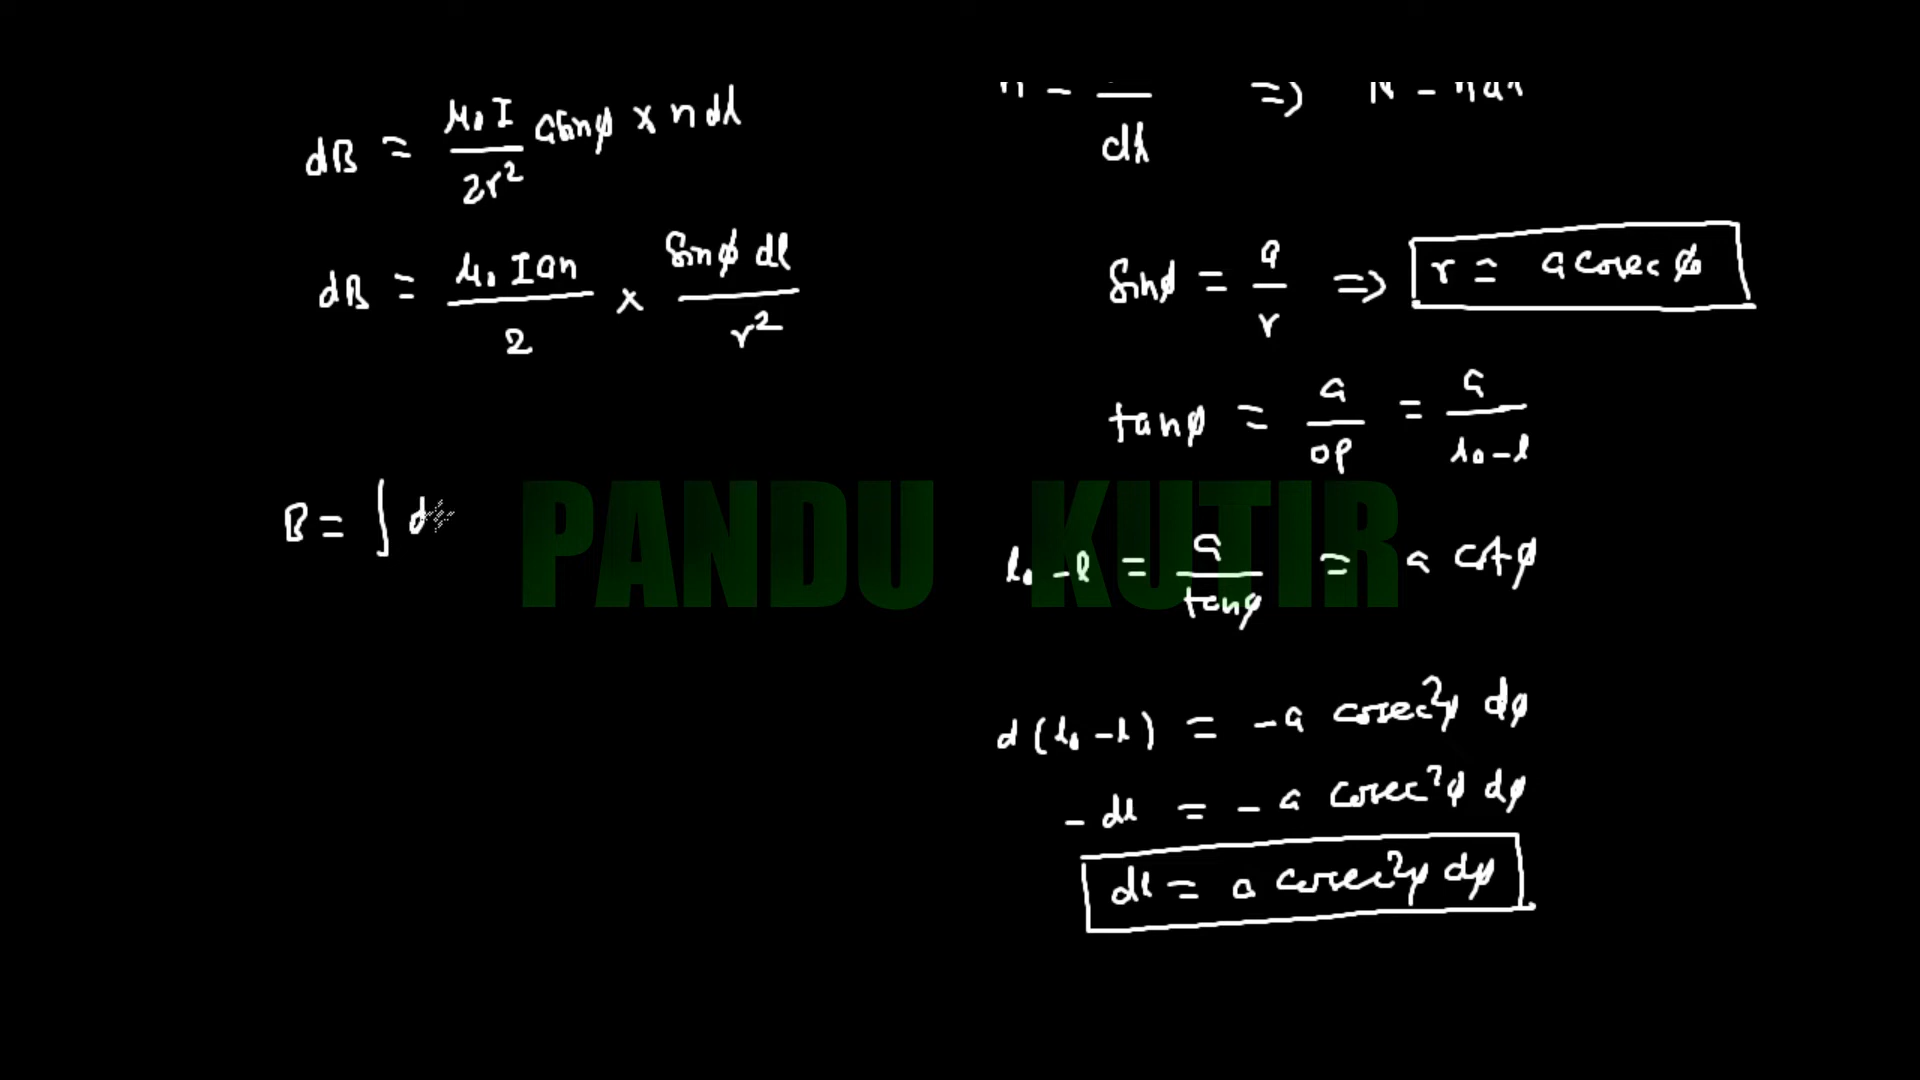 dB = μ₀I/2r² a sinφ × n dl
dB = μ₀Ian/2 × sinφ dl/r²
B = ∫ d
dl ⇒
sinφ = a/r ⇒ r = a cosec φ
tanφ = a/OP = a/l₀-l
PANDU KUTIR
l₀-l = a/tanφ = a cotφ
d(l₀-l) = -a cosec²φ dφ
-dl = -a cosec²φ dφ
dl = a cosec²φ dφ